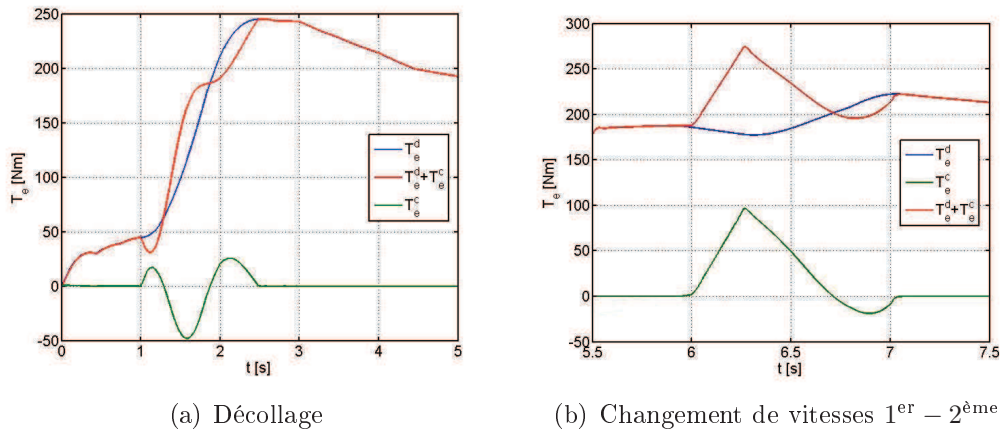 250
200
150
100
50
0
-50
0 1 2 3 4 5
T_e [Nm]
t [s]
T_e^d
T_e^d+T_e^c
T_e^c
(a) Décollage
300
250
200
150
100
50
0
-50
5.5 6 6.5 7 7.5
T_e [Nm]
t [s]
T_e^d
T_e^c
T_e^d+T_e^c
(b) Changement de vitesses 1^er − 2^ème